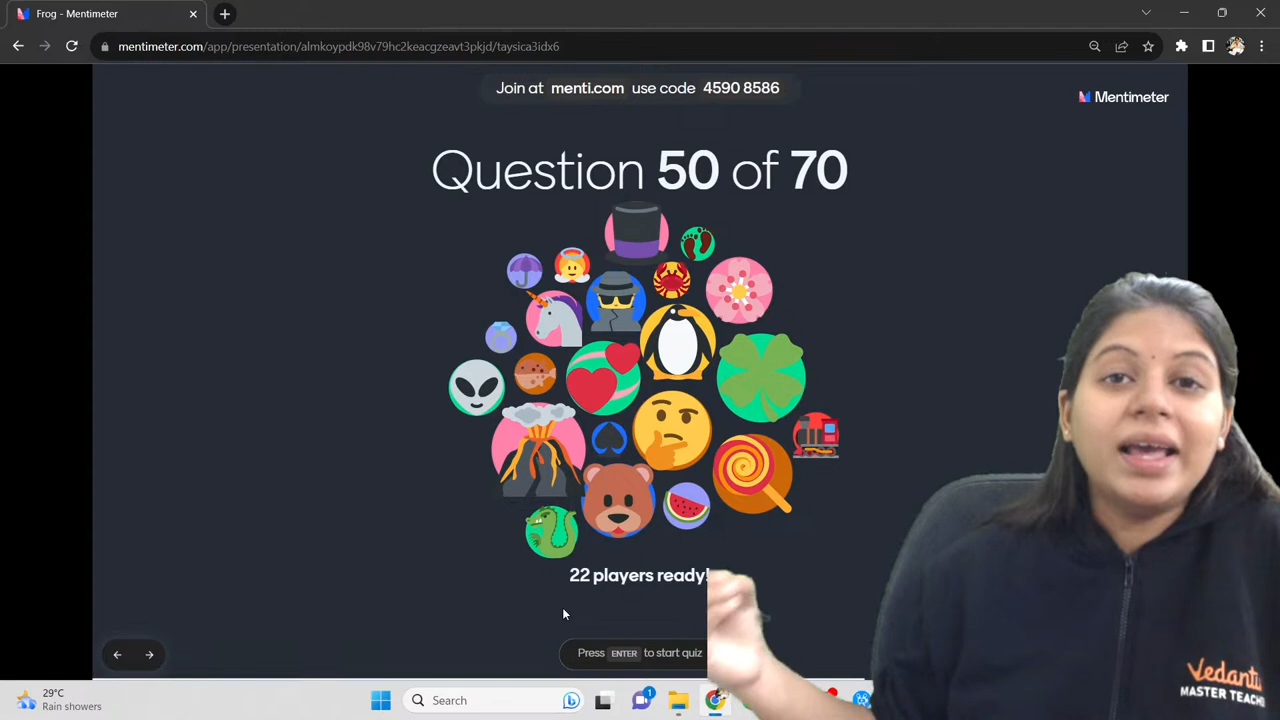 Frog - Mentimeter
mentimeter.com/app/presentation/almkoypdk98v79hc2keacgzeavt3pkjd/taysica3idx6
Join at menti.com use code 4590 8586
Mentimeter
Question 50 of 70
22 players ready!
Press ENTER to start quiz
Vedantu
MASTER TEACHER
29°C
Rain showers
Search
1